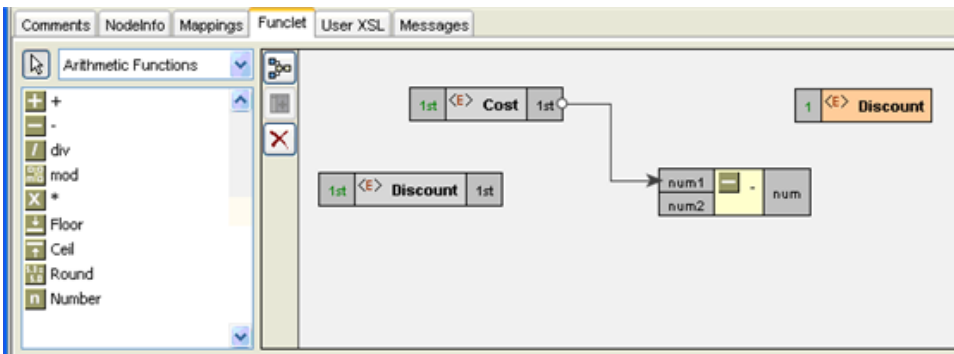 Comments NodeInfo Mappings Funclet User XSL Messages
Arithmetic Functions
+
-
div
mod
*
Floor
Ceil
Round
n Number
1st <E> Cost 1st
1 <E> Discount
1st <E> Discount 1st
num1 - num
num2